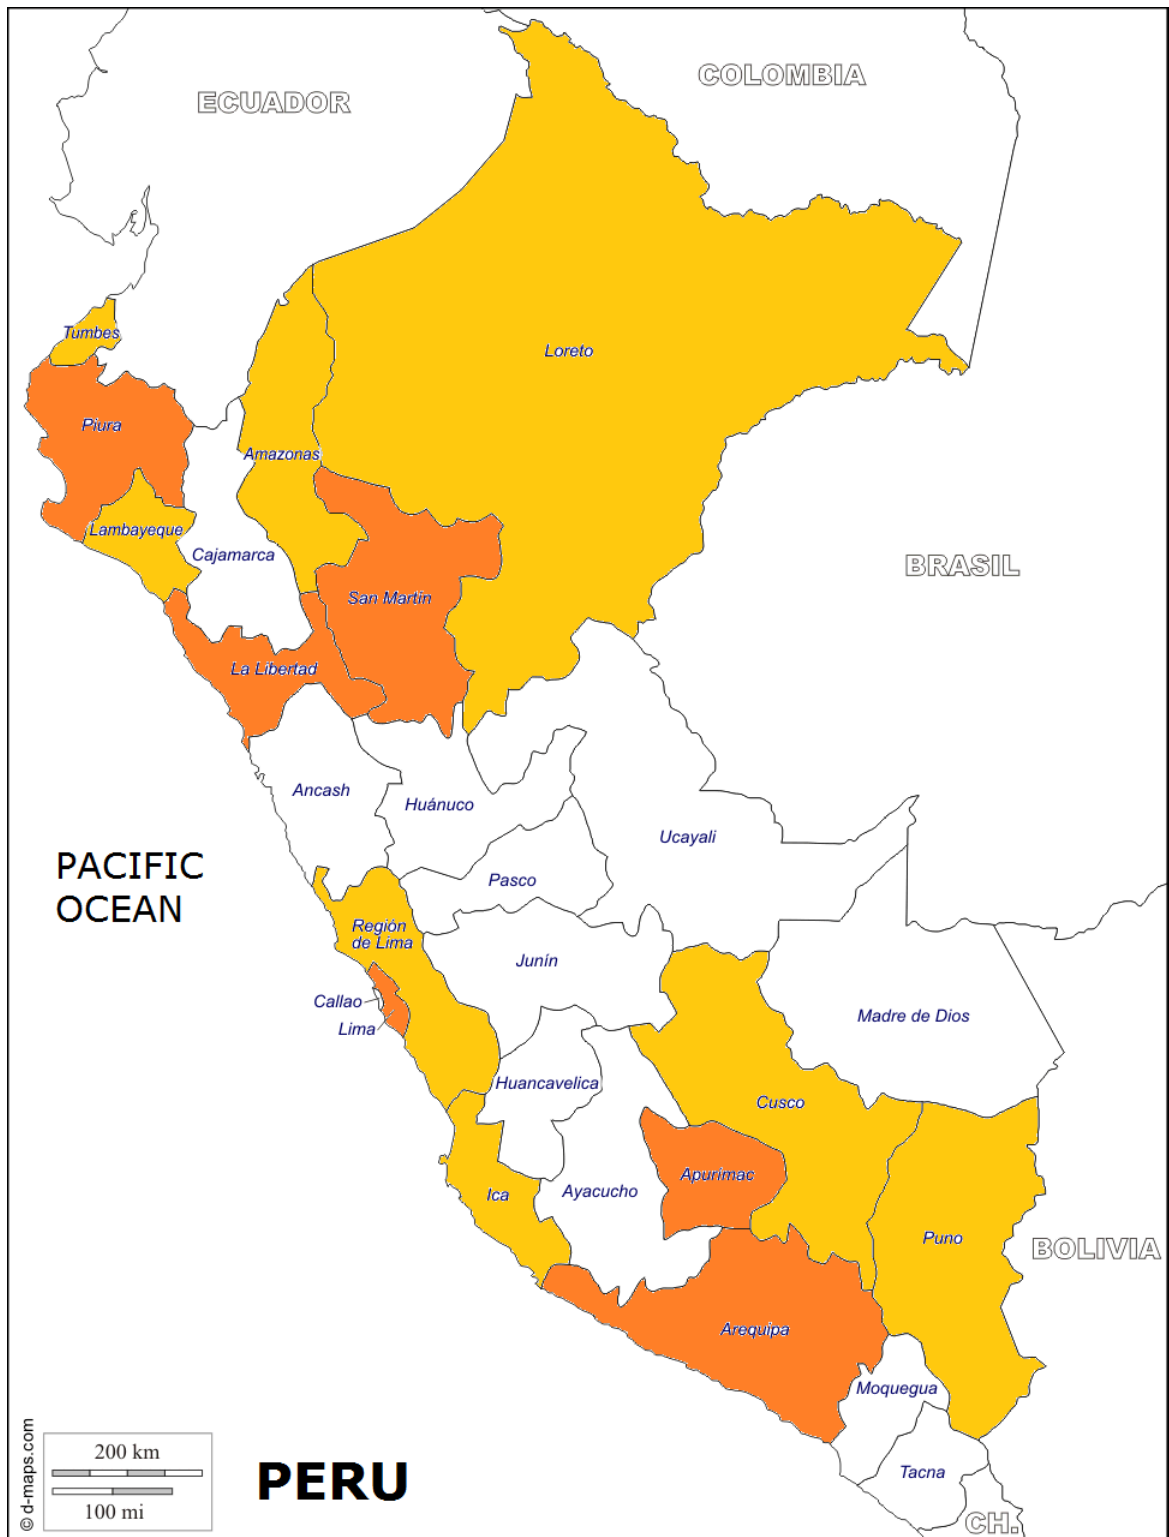 COLOMBIA
ECUADOR
Tumbes
Loreto
Piura
Amazonas
Lambayeque
Cajamarca
BRASIL
San Martín
La Libertad
Ancash
Huánuco
Ucayali
PACIFIC
OCEAN
Pasco
Región
de Lima
Junín
Callao
Lima
Madre de Dios
Huancavelica
Cusco
Apurímac
Ica
Ayacucho
Puno
BOLIVIA
Arequipa
Moquegua
Tacna
CH.
PERU
200 km
100 mi
© d-maps.com